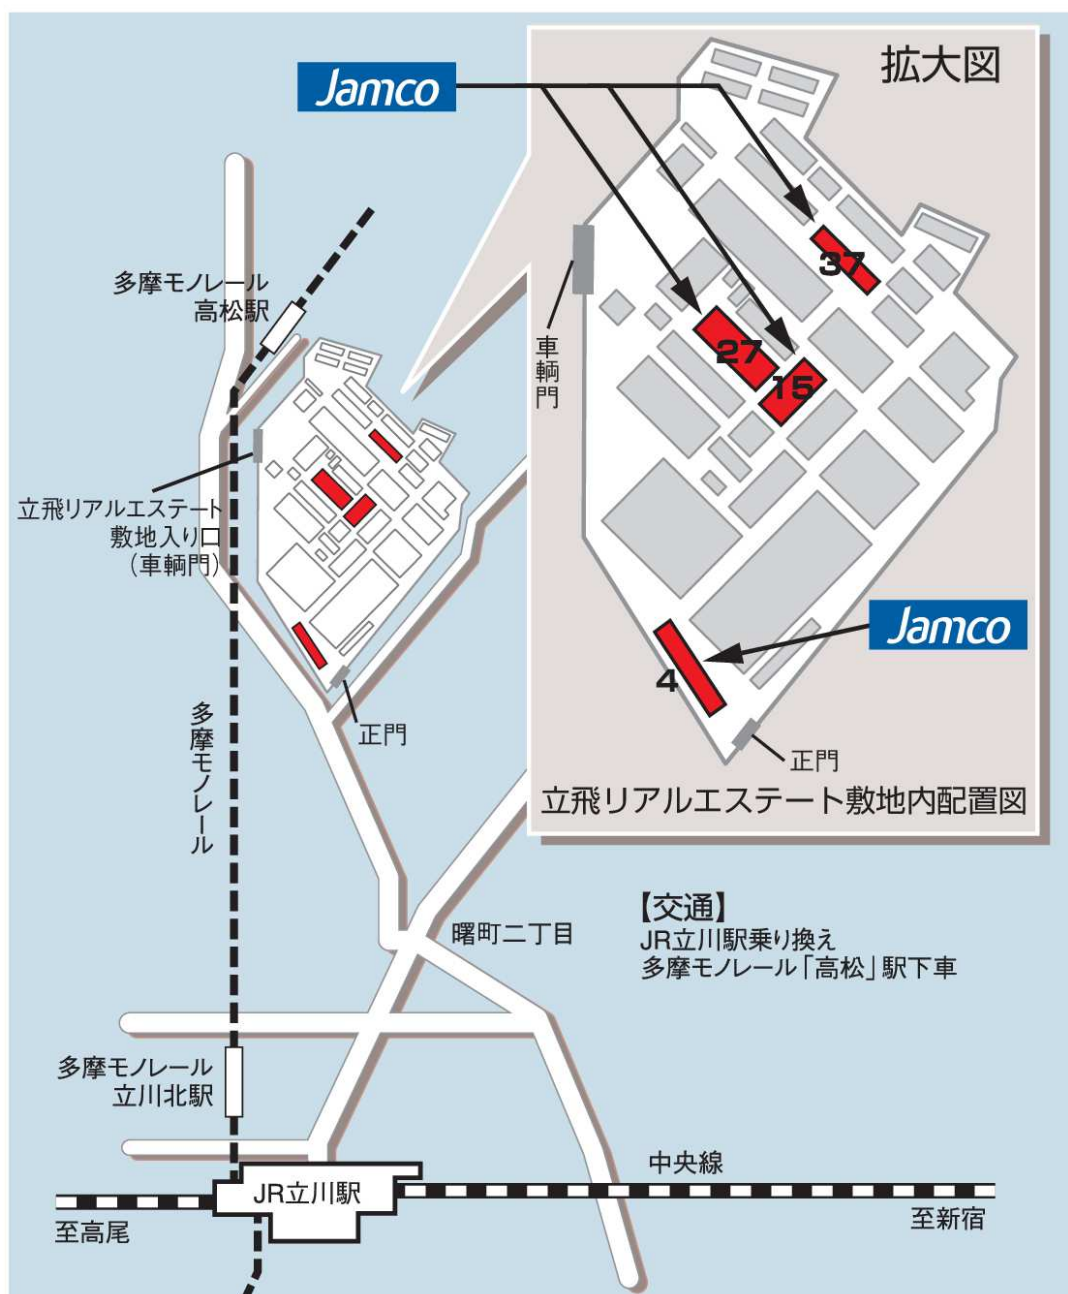 拡大図
Jamco
37
27
15
車輌門
4
Jamco
正門
立飛リアルエステート敷地内配置図
多摩モノレール
高松駅
立飛リアルエステート
敷地入り口
(車輌門)
正門
多摩モノレール
曙町二丁目
【交通】
JR立川駅乗り換え
多摩モノレール「高松」駅下車
多摩モノレール
立川北駅
中央線
JR立川駅
至高尾
至新宿